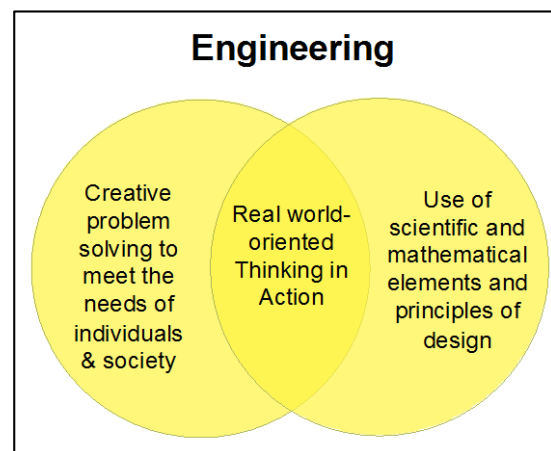 Engineering
Creative
problem
solving to
meet the
needs of
individuals
& society
Real world-
oriented
Thinking in
Action
Use of
scientific and
mathematical
elements and
principles of
design